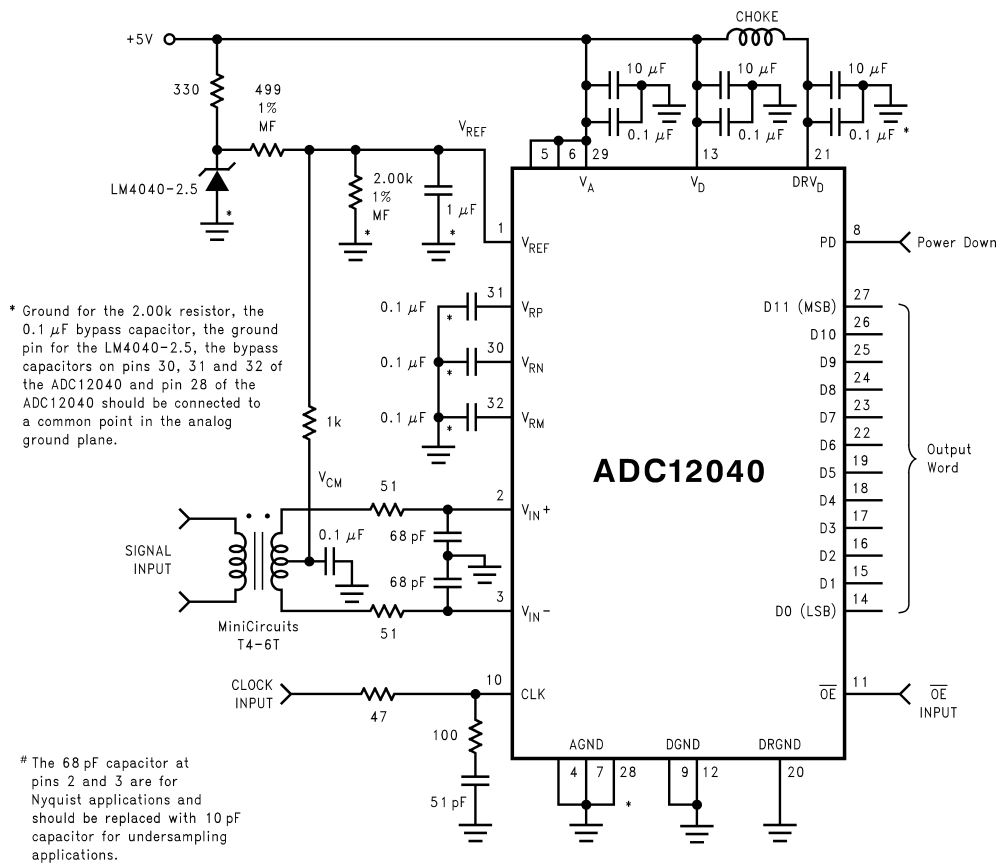 CHOKE
+5V
10 µF
10 µF
10 µF
330
499
1%
MF
VREF
0.1 µF
0.1 µF
0.1 µF *
5
6
29
13
21
VA
VD
DRVD
LM4040-2.5
*
2.00k
1%
MF
*
1 µF
*
1
VREF
PD
8
Power Down
* Ground for the 2.00k resistor, the
0.1 µF bypass capacitor, the ground
pin for the LM4040-2.5, the bypass
capacitors on pins 30, 31 and 32 of
the ADC12040 and pin 28 of the
ADC12040 should be connected to
a common point in the analog
ground plane.
0.1 µF
*
31
VRP
0.1 µF
*
30
VRN
0.1 µF
*
32
VRM
D11 (MSB)
27
D10
26
D9
25
D8
24
D7
23
D6
22
D5
19
D4
18
D3
17
D2
16
D1
15
D0 (LSB)
14
Output
Word
ADC12040
1k
VCM
51
2
VIN+
SIGNAL
INPUT
0.1 µF
68 pF
68 pF
3
VIN−
51
MiniCircuits
T4-6T
CLOCK
INPUT
47
10
CLK
OE
11
OE
INPUT
100
51 pF
AGND
DGND
DRGND
4
7
28
*
9
12
20
# The 68 pF capacitor at
pins 2 and 3 are for
Nyquist applications and
should be replaced with 10 pF
capacitor for undersampling
applications.